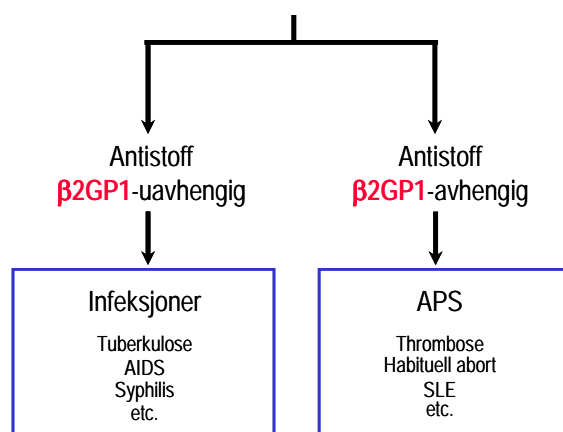 Antistoff
β2GP1-uavhengig
Infeksjoner
Tuberkulose
AIDS
Syphilis
etc.
Antistoff
β2GP1-avhengig
APS
Thrombose
Habituell abort
SLE
etc.